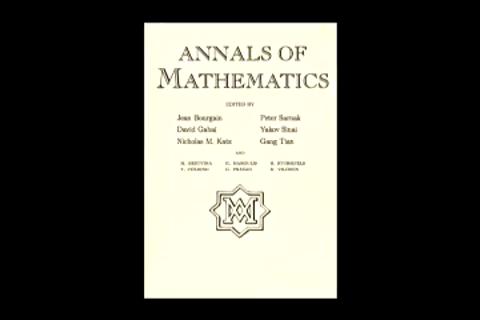 ANNALS OF
MATHEMATICS
EDITED BY
Jean Bourgain Peter Sarnak
David Gabai Yakov Sinai
Nicholas M. Katz Gang Tian
AND